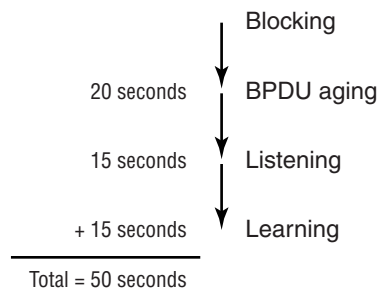 Blocking
20 seconds BPDU aging
15 seconds Listening
+ 15 seconds Learning
Total = 50 seconds